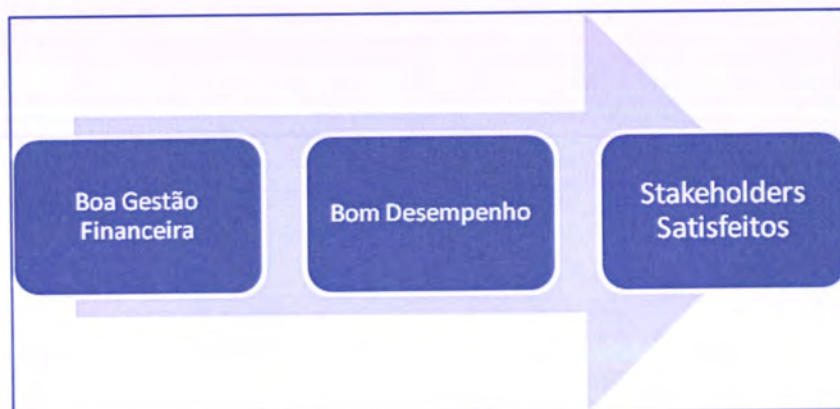 Boa Gestão
Financeira
Bom Desempenho
Stakeholders
Satisfeitos